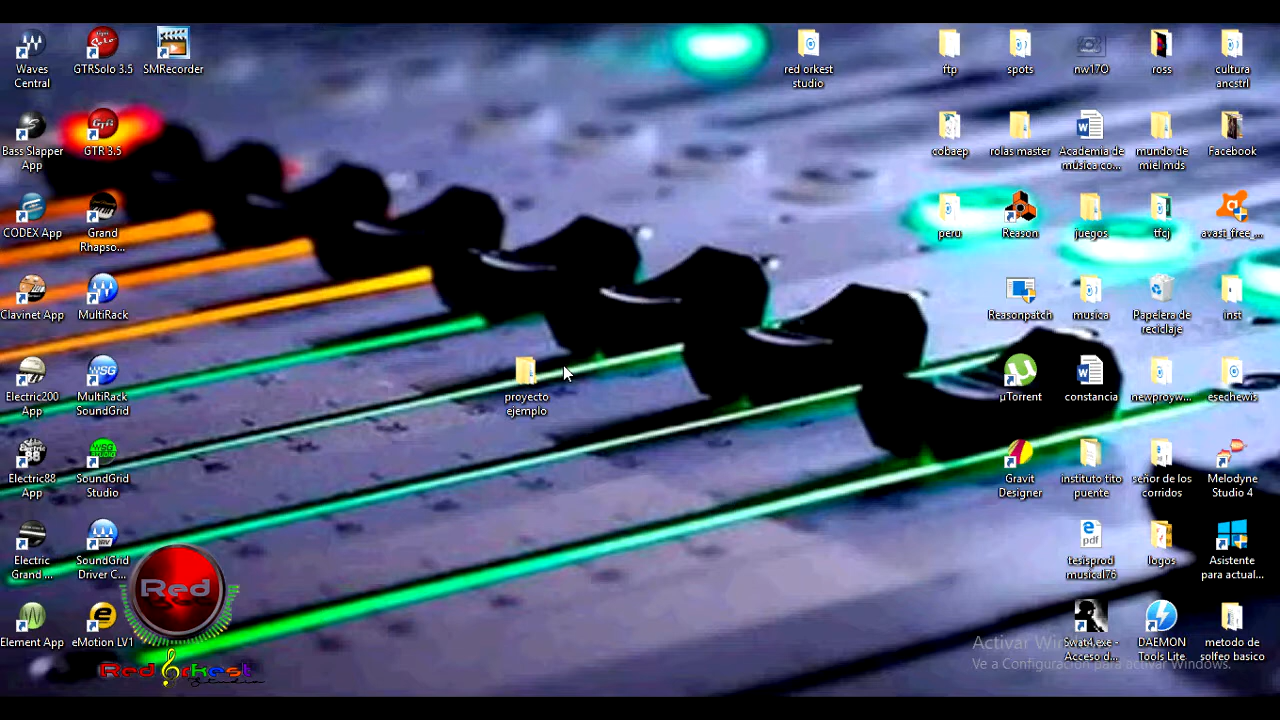 Waves
Central
GTRSolo 3.5
SMRecorder
red orkest
studio
ftp
spots
nw17O
ross
cultura
ancstrl
Bass Slapper
App
GTR 3.5
cobaep
rolas master
Academia de
música co...
mundo de
miel mds
Facebook
CODEX App
Grand
Rhapso...
peru
Reason
juegos
tfcj
avast_free_...
Clavinet App
MultiRack
Reasonpatch
musica
Papelera de
reciclaje
inst
Electric200
App
MultiRack
SoundGrid
proyecto
ejemplo
µTorrent
constancia
newproyw...
esechewis
Electric88
App
SoundGrid
Studio
Gravit
Designer
instituto tito
puente
señor de los
corridos
Melodyne
Studio 4
Electric
Grand ...
SoundGrid
Driver C...
tesisprod
musical76
logos
Asistente
para actual...
Element App
eMotion LV1
Swat4.exe -
Acceso d...
DAEMON
Tools Lite
metodo de
solfeo basico
Red
Red Orkest
Studio
Ve a Configuración para activar Windows.